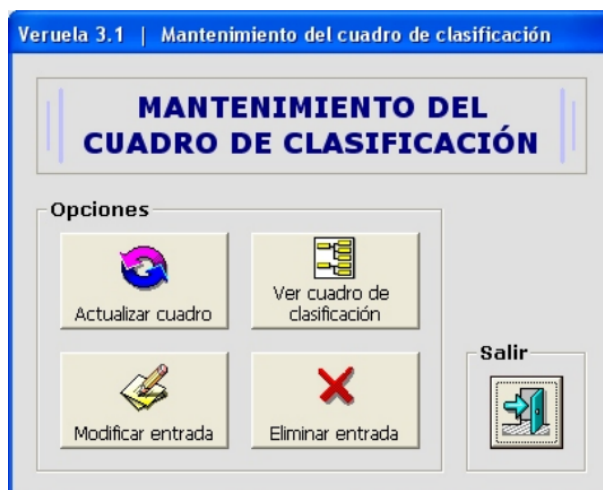 Veruela 3.1 | Mantenimiento del cuadro de clasificación
MANTENIMIENTO DEL
CUADRO DE CLASIFICACIÓN
Opciones
Actualizar cuadro
Ver cuadro de
clasificación
Modificar entrada
Eliminar entrada
Salir